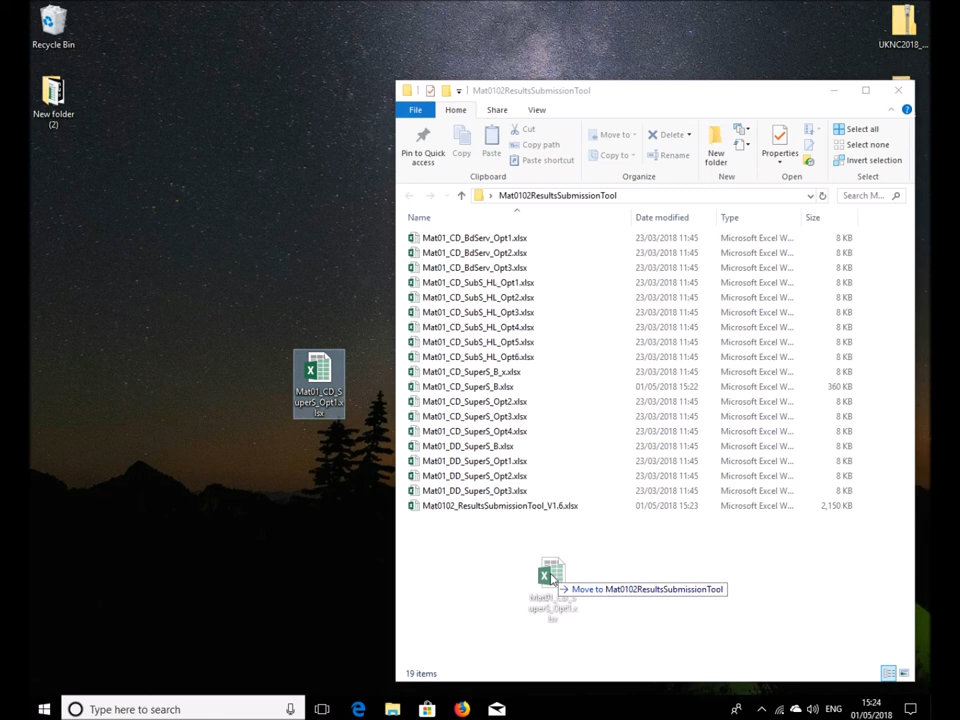 Recycle Bin
New folder
(2)
UKNC2018_...
Mat01_CD_S
uperS_Opt1.x
lsx
Mat0102ResultsSubmissionTool
File
Home
Share
View
Pin to Quick
access
Copy
Paste
Cut
Copy path
Paste shortcut
Clipboard
Move to
Copy to
Delete
Rename
Organize
New
folder
New
Properties
Open
Select all
Select none
Invert selection
Select
Mat0102ResultsSubmissionTool
Search M...
Name Date modified Type Size
Mat01_CD_BdServ_Opt1.xlsx 23/03/2018 11:45 Microsoft Excel W... 8 KB
Mat01_CD_BdServ_Opt2.xlsx 23/03/2018 11:45 Microsoft Excel W... 8 KB
Mat01_CD_BdServ_Opt3.xlsx 23/03/2018 11:45 Microsoft Excel W... 8 KB
Mat01_CD_SubS_HL_Opt1.xlsx 23/03/2018 11:45 Microsoft Excel W... 8 KB
Mat01_CD_SubS_HL_Opt2.xlsx 23/03/2018 11:45 Microsoft Excel W... 8 KB
Mat01_CD_SubS_HL_Opt3.xlsx 23/03/2018 11:45 Microsoft Excel W... 8 KB
Mat01_CD_SubS_HL_Opt4.xlsx 23/03/2018 11:45 Microsoft Excel W... 8 KB
Mat01_CD_SubS_HL_Opt5.xlsx 23/03/2018 11:45 Microsoft Excel W... 8 KB
Mat01_CD_SubS_HL_Opt6.xlsx 23/03/2018 11:45 Microsoft Excel W... 8 KB
Mat01_CD_SuperS_B_x.xlsx 23/03/2018 11:45 Microsoft Excel W... 8 KB
Mat01_CD_SuperS_B.xlsx 01/05/2018 15:22 Microsoft Excel W... 360 KB
Mat01_CD_SuperS_Opt2.xlsx 23/03/2018 11:45 Microsoft Excel W... 8 KB
Mat01_CD_SuperS_Opt3.xlsx 23/03/2018 11:45 Microsoft Excel W... 8 KB
Mat01_CD_SuperS_Opt4.xlsx 23/03/2018 11:45 Microsoft Excel W... 8 KB
Mat01_DD_SuperS_B.xlsx 23/03/2018 11:45 Microsoft Excel W... 8 KB
Mat01_DD_SuperS_Opt1.xlsx 23/03/2018 11:45 Microsoft Excel W... 8 KB
Mat01_DD_SuperS_Opt2.xlsx 23/03/2018 11:45 Microsoft Excel W... 8 KB
Mat01_DD_SuperS_Opt3.xlsx 23/03/2018 11:45 Microsoft Excel W... 8 KB
Mat0102_ResultsSubmissionTool_V1.6.xlsx 01/05/2018 15:23 Microsoft Excel W... 2,150 KB
Move to Mat0102ResultsSubmissionTool
Mat01_CD_S
uperS_Opt1.x
lsx
19 items
Type here to search
ENG
15:24
01/05/2018